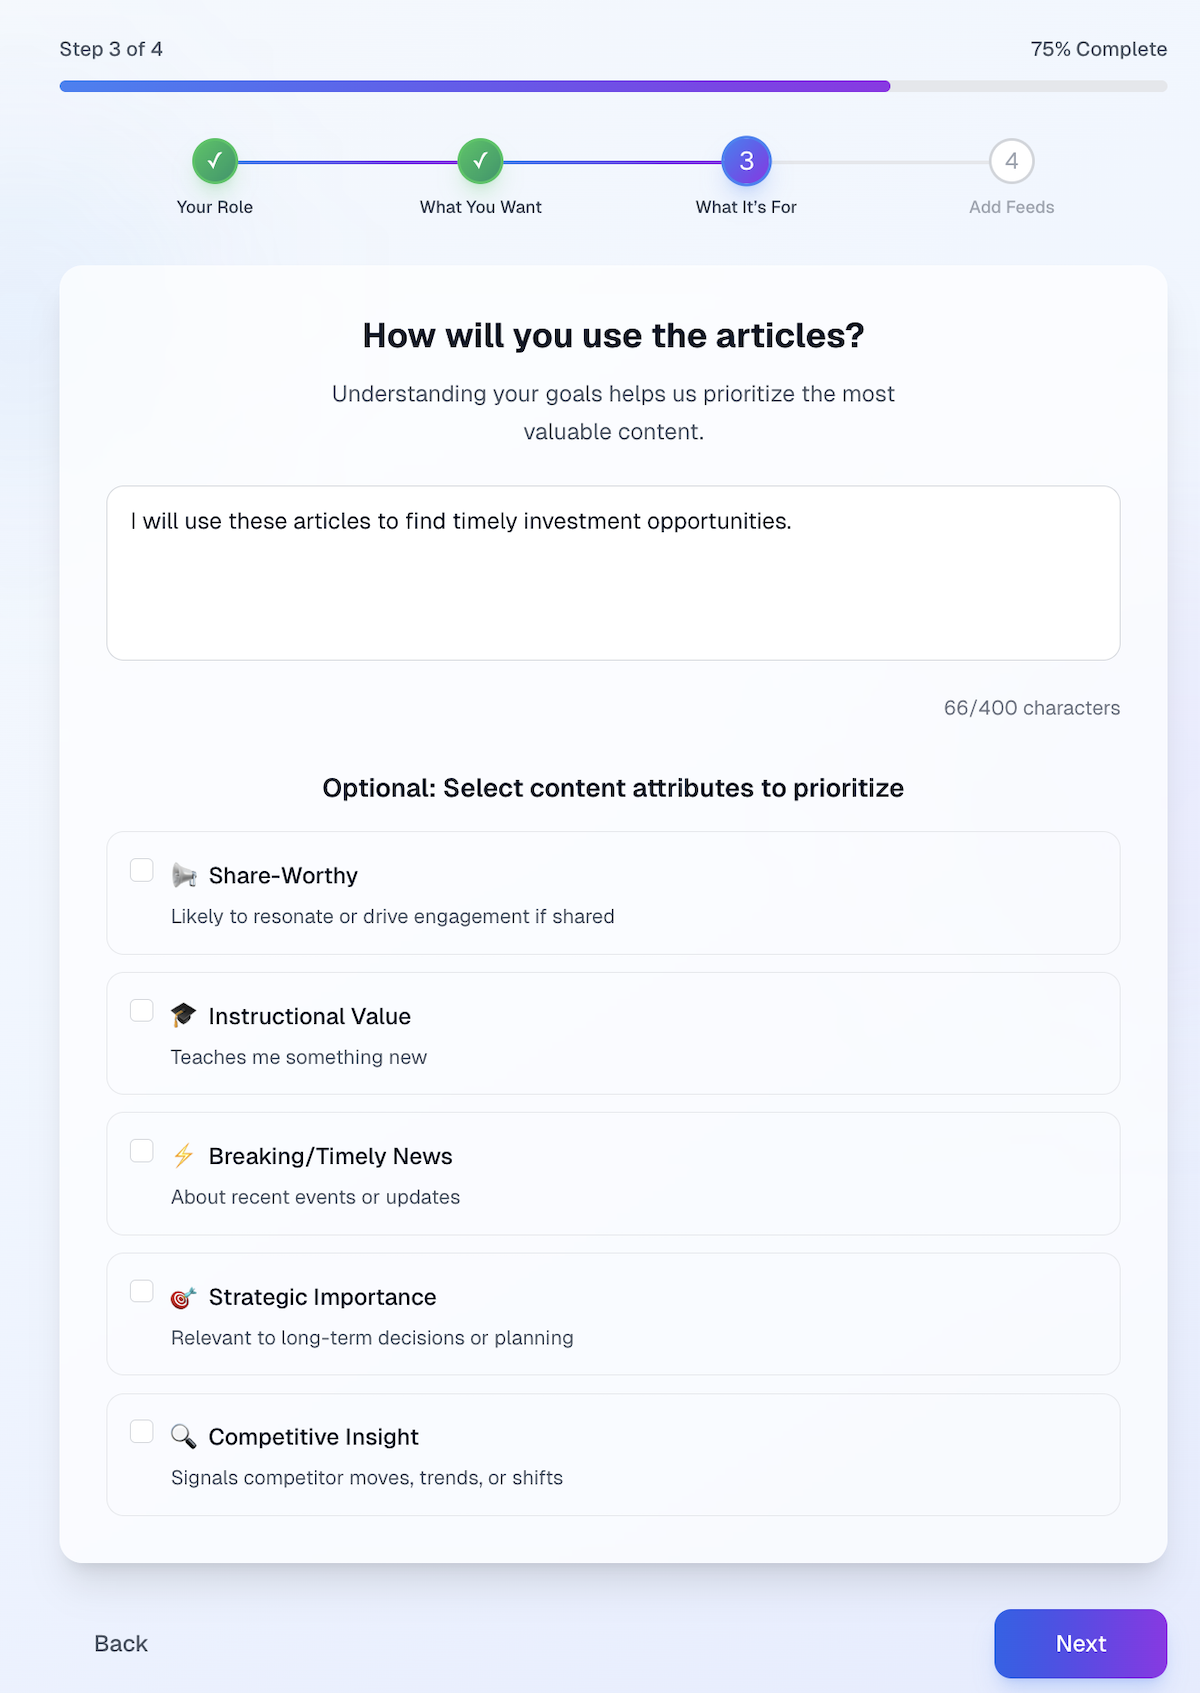 Step 3 of 4
75% Complete
✓
✓
3
4
Your Role
What You Want
What It’s For
Add Feeds
How will you use the articles?
Understanding your goals helps us prioritize the most
valuable content.
I will use these articles to find timely investment opportunities.
66/400 characters
Optional: Select content attributes to prioritize
Share-Worthy
Likely to resonate or drive engagement if shared
Instructional Value
Teaches me something new
Breaking/Timely News
About recent events or updates
Strategic Importance
Relevant to long-term decisions or planning
Competitive Insight
Signals competitor moves, trends, or shifts
Back
Next